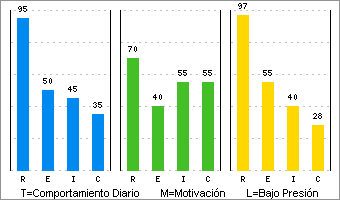 95 50 45 35 70 40 55 55 97 55 40 28
R E I C R E I C R E I C
T=Comportamiento Diario M=Motivación L=Bajo Presión